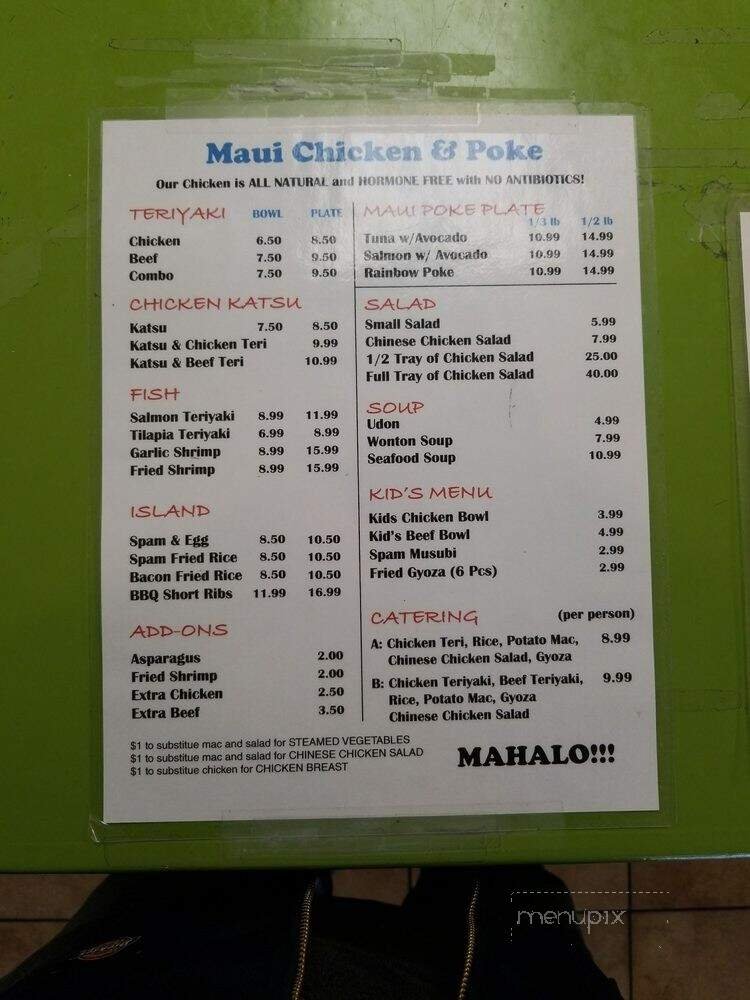 Maui Chicken & Poke
Our Chicken is ALL NATURAL and HORMONE FREE with NO ANTIBIOTICS!
TERIYAKI BOWL PLATE
Chicken 6.50 8.50
Beef 7.50 9.50
Combo 7.50 9.50
CHICKEN KATSU
Katsu 7.50 8.50
Katsu & Chicken Teri 9.99
Katsu & Beef Teri 10.99
FISH
Salmon Teriyaki 8.99 11.99
Tilapia Teriyaki 6.99 8.99
Garlic Shrimp 8.99 15.99
Fried Shrimp 8.99 15.99
ISLAND
Spam & Egg 8.50 10.50
Spam Fried Rice 8.50 10.50
Bacon Fried Rice 8.50 10.50
BBQ Short Ribs 11.99 16.99
ADD-ONS
Asparagus 2.00
Fried Shrimp 2.00
Extra Chicken 2.50
Extra Beef 3.50
MAUI POKE PLATE
1/3 lb 1/2 lb
Tuna w/Avocado 10.99 14.99
Salmon w/ Avocado 10.99 14.99
Rainbow Poke 10.99 14.99
SALAD
Small Salad 5.99
Chinese Chicken Salad 7.99
1/2 Tray of Chicken Salad 25.00
Full Tray of Chicken Salad 40.00
SOUP
Udon 4.99
Wonton Soup 7.99
Seafood Soup 10.99
KID'S MENU
Kids Chicken Bowl 3.99
Kid's Beef Bowl 4.99
Spam Musubi 2.99
Fried Gyoza (6 Pcs) 2.99
CATERING (per person)
A: Chicken Teri, Rice, Potato Mac, 8.99
Chinese Chicken Salad, Gyoza
B: Chicken Teriyaki, Beef Teriyaki, 9.99
Rice, Potato Mac, Gyoza
Chinese Chicken Salad
$1 to substitue mac and salad for STEAMED VEGETABLES
$1 to substitue mac and salad for CHINESE CHICKEN SALAD
$1 to substitue chicken for CHICKEN BREAST
MAHALO!!!
Dickies
menupix